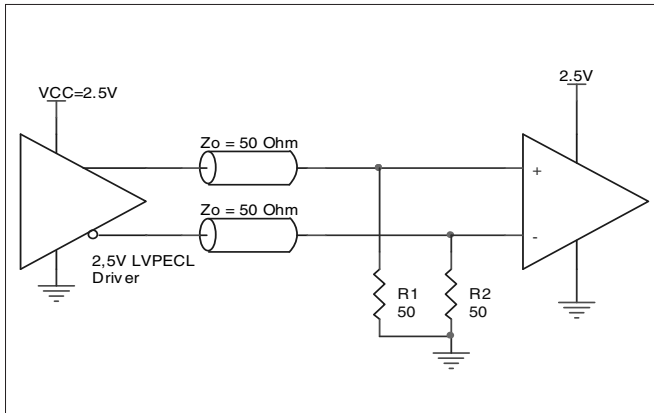 VCC=2.5V
2.5V
Zo = 50 Ohm
+
Zo = 50 Ohm
-
2,5V LVPECL
Driver
R1
50
R2
50